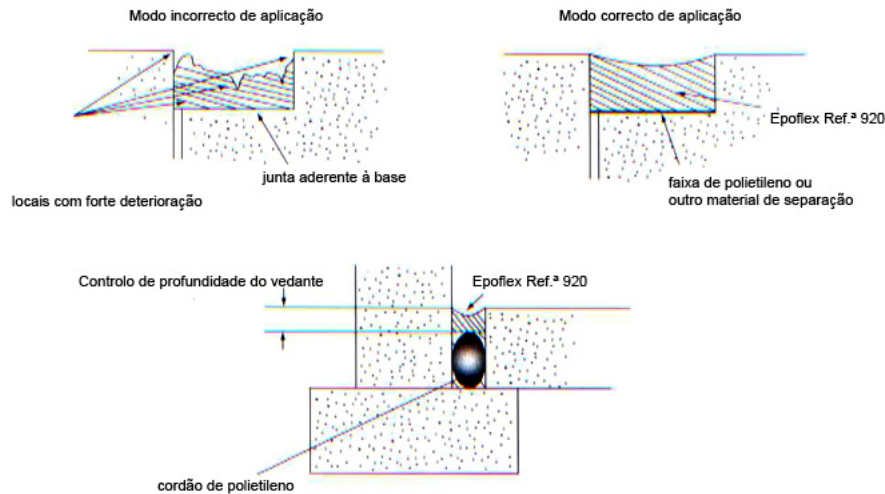 Modo incorrecto de aplicação
Modo correcto de aplicação
Epoflex Ref.ª 920
junta aderente à base
faixa de polietileno ou
outro material de separação
locais com forte deterioração
Controlo de profundidade do vedante
Epoflex Ref.ª 920
cordão de polietileno